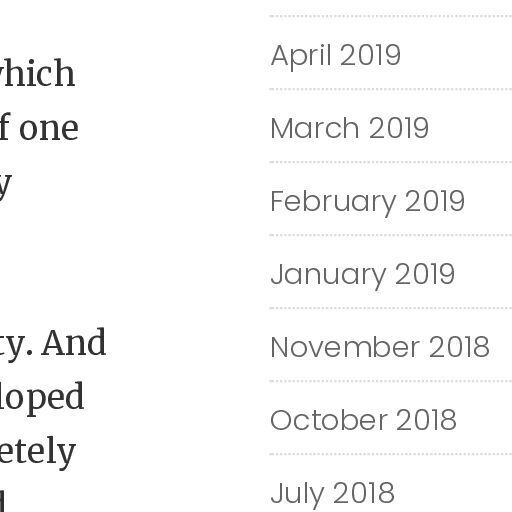 which
of one
y
ty. And
loped
etely
April 2019
March 2019
February 2019
January 2019
November 2018
October 2018
July 2018